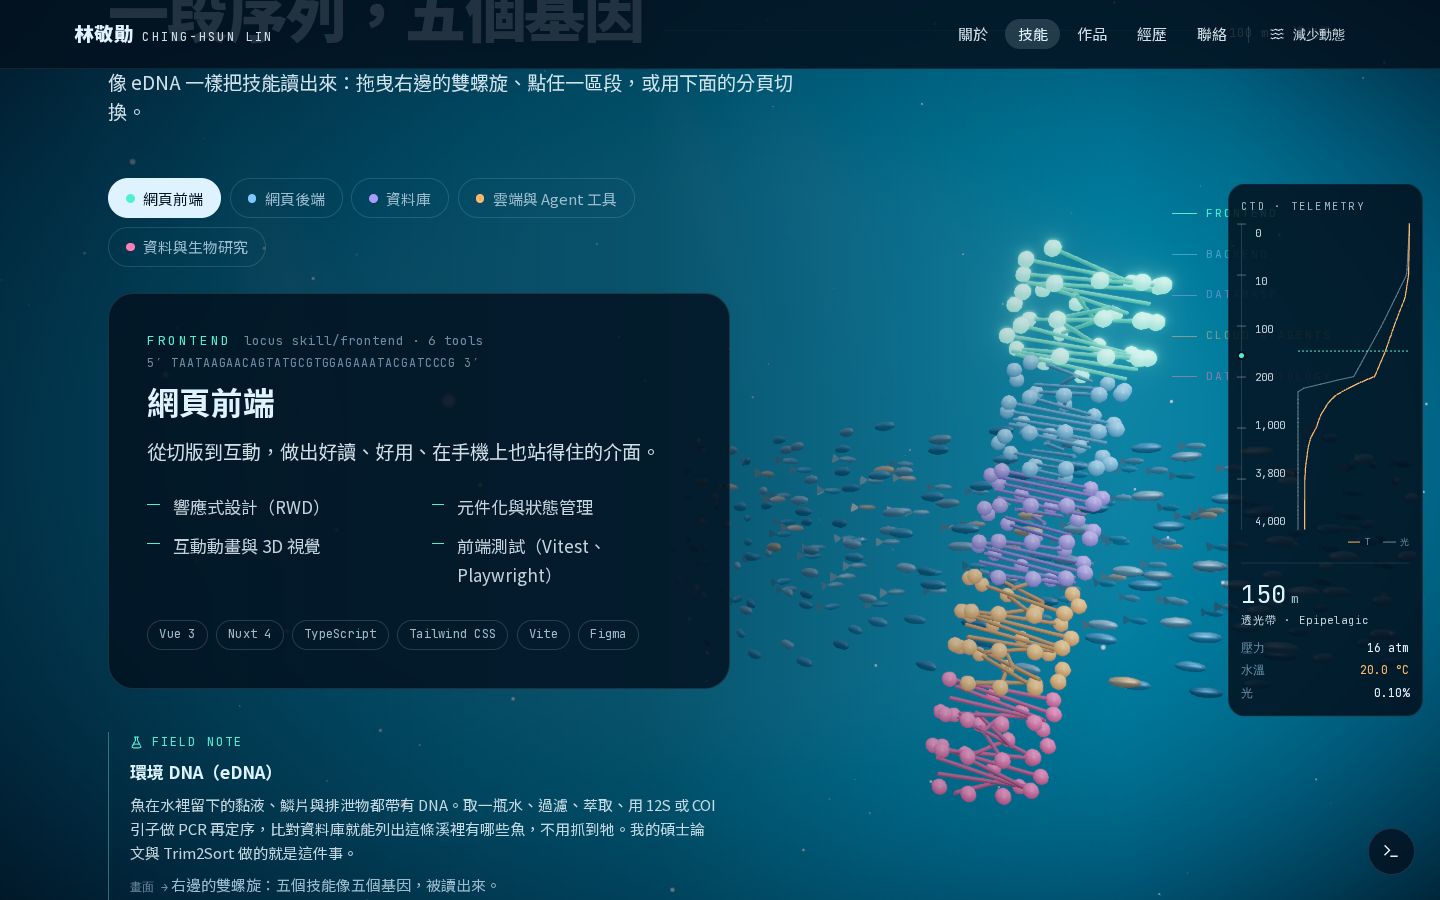 一段序列，五個基因
林敬勛 CHING-HSUN LIN
關於 技能 作品 經歷 聯絡 減少動態
像 eDNA 一樣把技能讀出來：拖曳右邊的雙螺旋、點任一區段，或用下面的分頁切
換。
網頁前端 網頁後端 資料庫 雲端與 Agent 工具
資料與生物研究
FRONTEND locus skill/frontend · 6 tools
5′ TAATAAGAACAGTATGCGTGGAGAAATACGATCCCG 3′
網頁前端
從切版到互動，做出好讀、好用、在手機上也站得住的介面。
響應式設計（RWD）
元件化與狀態管理
互動動畫與 3D 視覺
前端測試（Vitest、
Playwright）
Vue 3 Nuxt 4 TypeScript Tailwind CSS Vite Figma
FIELD NOTE
環境 DNA（eDNA）
魚在水裡留下的黏液、鱗片與排泄物都帶有 DNA。取一瓶水、過濾、萃取、用 12S 或 COI
引子做 PCR 再定序，比對資料庫就能列出這條溪裡有哪些魚，不用抓到牠。我的碩士論
文與 Trim2Sort 做的就是這件事。
畫面 → 右邊的雙螺旋：五個技能像五個基因，被讀出來。
FRONTEND
CTD · TELEMETRY
0
10
100
200
1,000
3,800
4,000
T 光
150 m
透光帶 · Epipelagic
壓力 16 atm
水溫 20.0 °C
光 0.10%